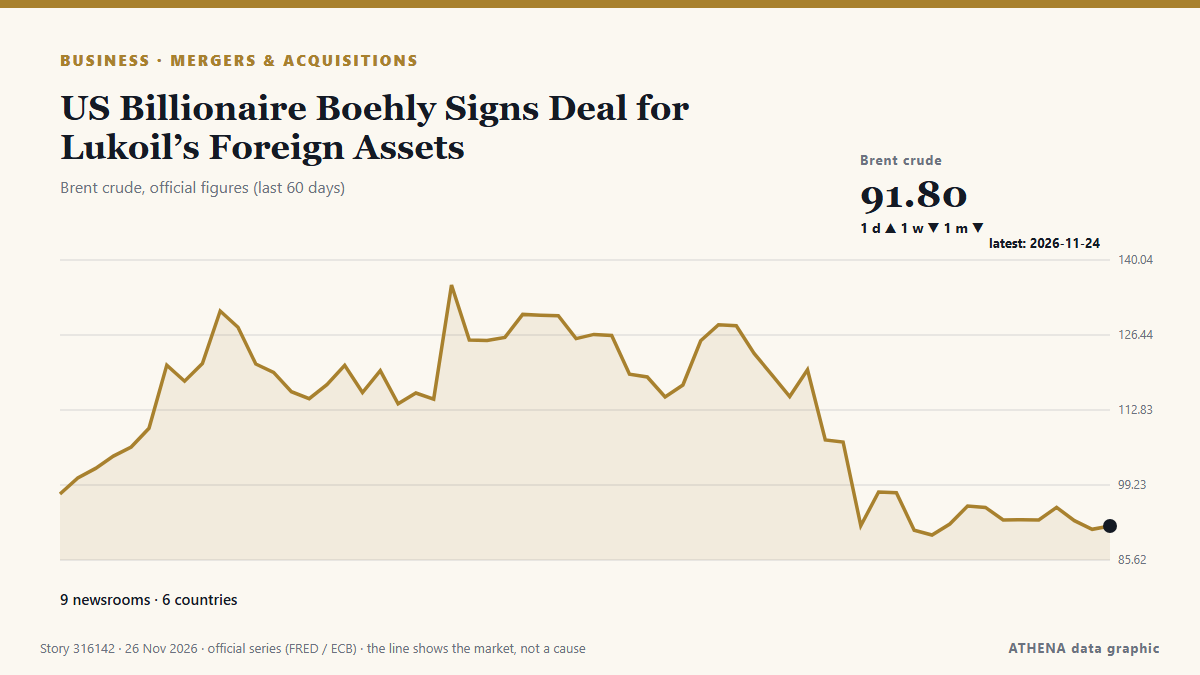 BUSINESS · MERGERS & ACQUISITIONS
US Billionaire Boehly Signs Deal for
Lukoil’s Foreign Assets
Brent crude, official figures (last 60 days)
Brent crude
91.80
1 d ▲ 1 w ▼ 1 m ▼
latest: 2026-11-24
140.04
126.44
112.83
99.23
85.62
9 newsrooms · 6 countries
Story 316142 · 26 Nov 2026 · official series (FRED / ECB) · the line shows the market, not a cause
ATHENA data graphic